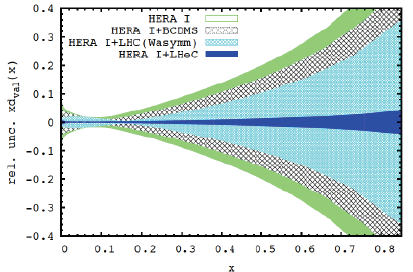 HERA I
HERA I+BCDMS
HERA I+LHC(Wasymm)
HERA I+LHeC
rel. unc. xd_val(x)
0.4
0.3
0.2
0.1
0
-0.1
-0.2
-0.3
-0.4
0 0.1 0.2 0.3 0.4 0.5 0.6 0.7 0.8
x